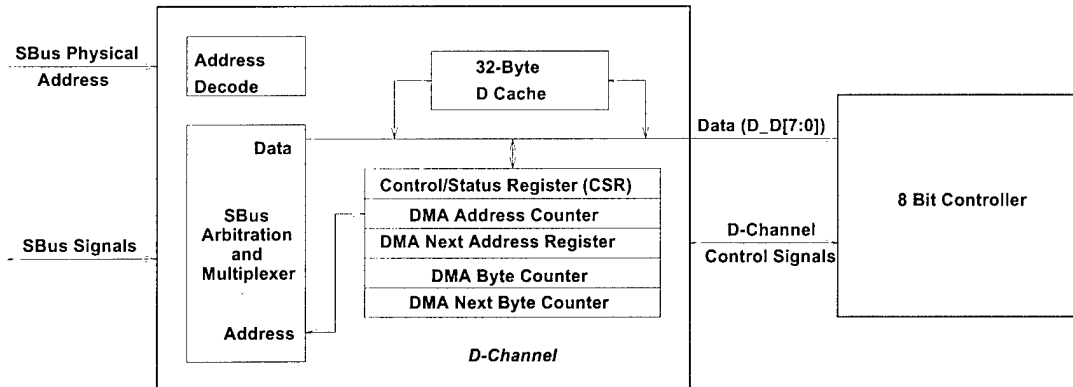 SBus Physical
Address
Address
Decode
32-Byte
D Cache
Data (D_D[7:0])
Data
Control/Status Register (CSR)
DMA Address Counter
DMA Next Address Register
DMA Byte Counter
DMA Next Byte Counter
SBus
Arbitration
and
Multiplexer
Address
SBus Signals
D-Channel
Control Signals
8 Bit Controller
D-Channel